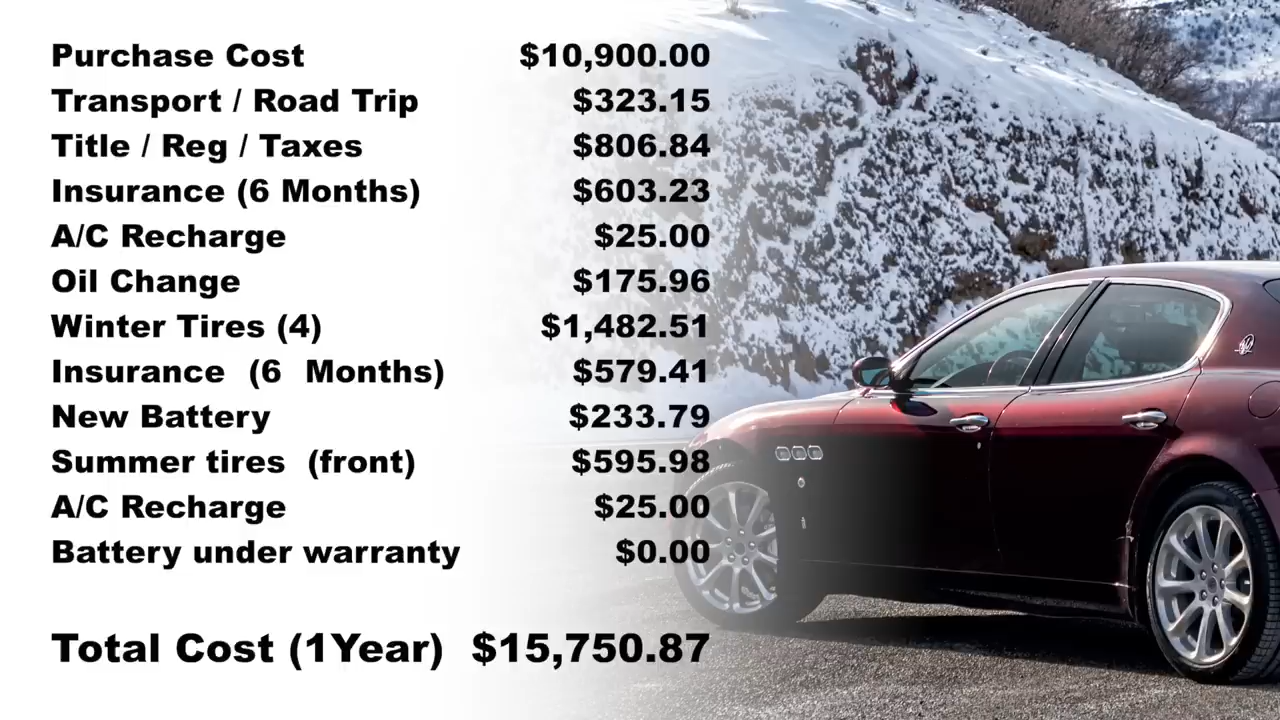 Purchase Cost $10,900.00
Transport / Road Trip $323.15
Title / Reg / Taxes $806.84
Insurance (6 Months) $603.23
A/C Recharge $25.00
Oil Change $175.96
Winter Tires (4) $1,482.51
Insurance (6 Months) $579.41
New Battery $233.79
Summer tires (front) $595.98
A/C Recharge $25.00
Battery under warranty $0.00
Total Cost (1Year) $15,750.87